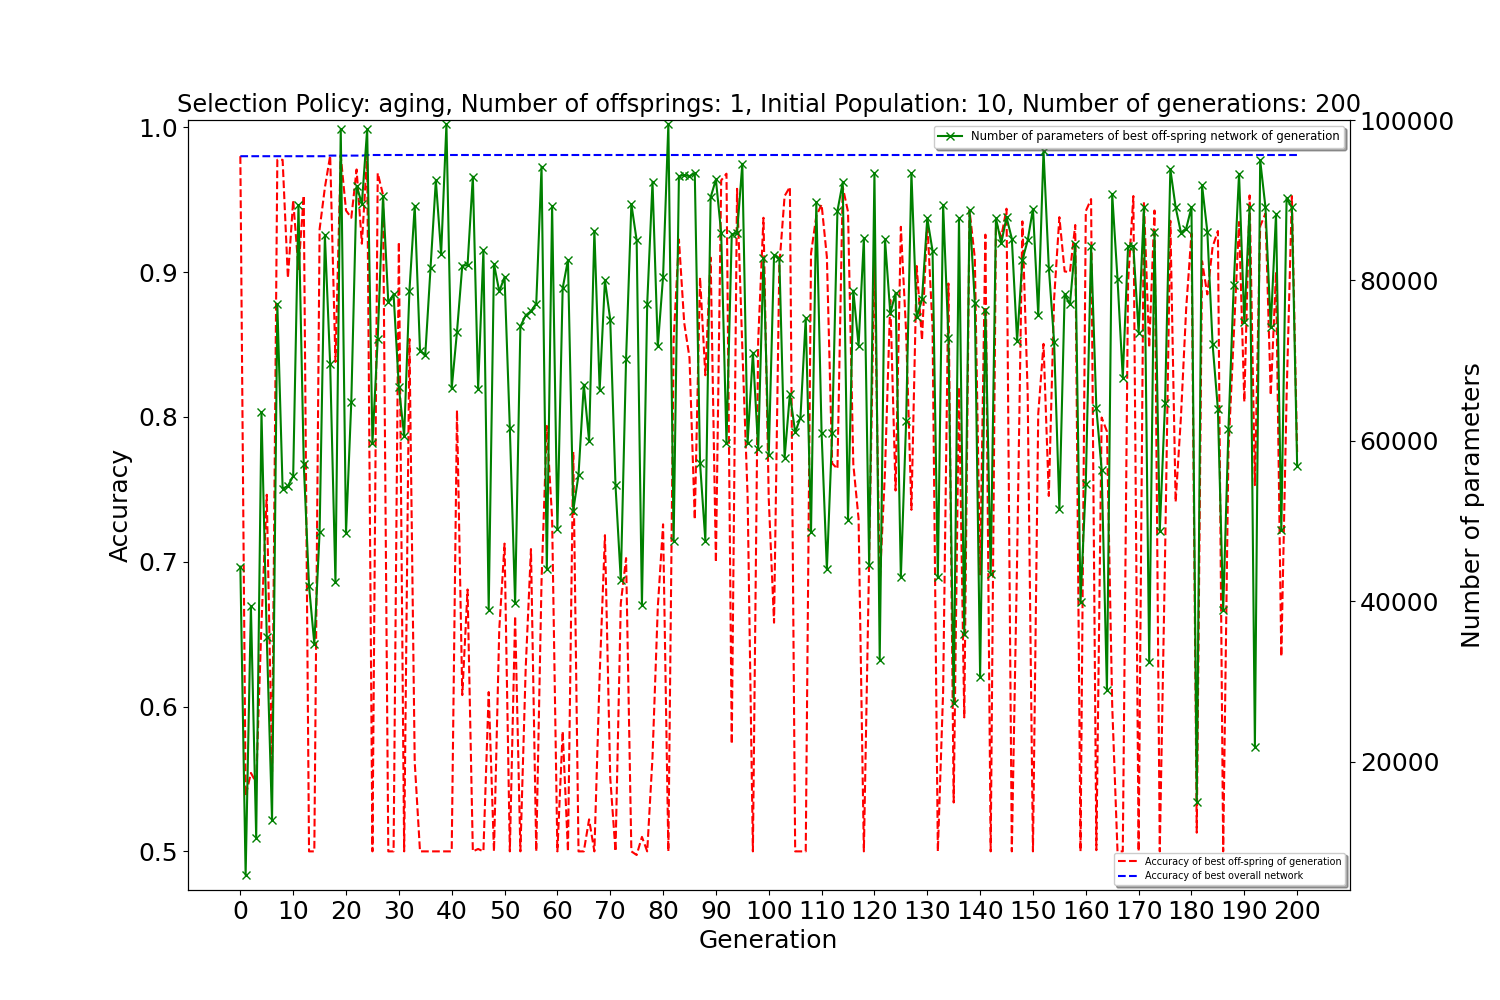 Selection Policy: aging, Number of offsprings: 1, Initial Population: 10, Number of generations: 200
1.0
0.9
0.8
0.7
0.6
0.5
Accuracy
100000
80000
60000
40000
20000
Number of parameters
Number of parameters of best off-spring network of generation
Accuracy of best off-spring of generation
Accuracy of best overall network
0 10 20 30 40 50 60 70 80 90 100 110 120 130 140 150 160 170 180 190 200
Generation